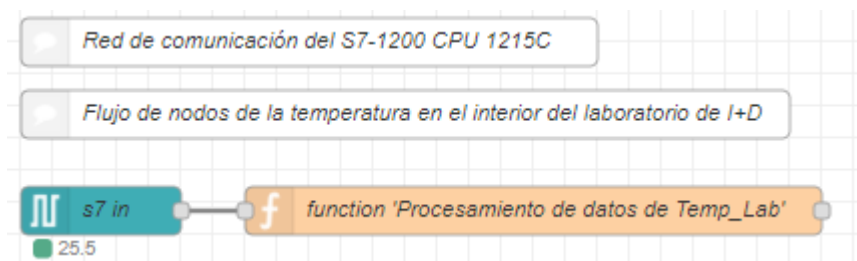 Red de comunicación del S7-1200 CPU 1215C
Flujo de nodos de la temperatura en el interior del laboratorio de I+D
s7 in
function 'Procesamiento de datos de Temp_Lab'
25.5